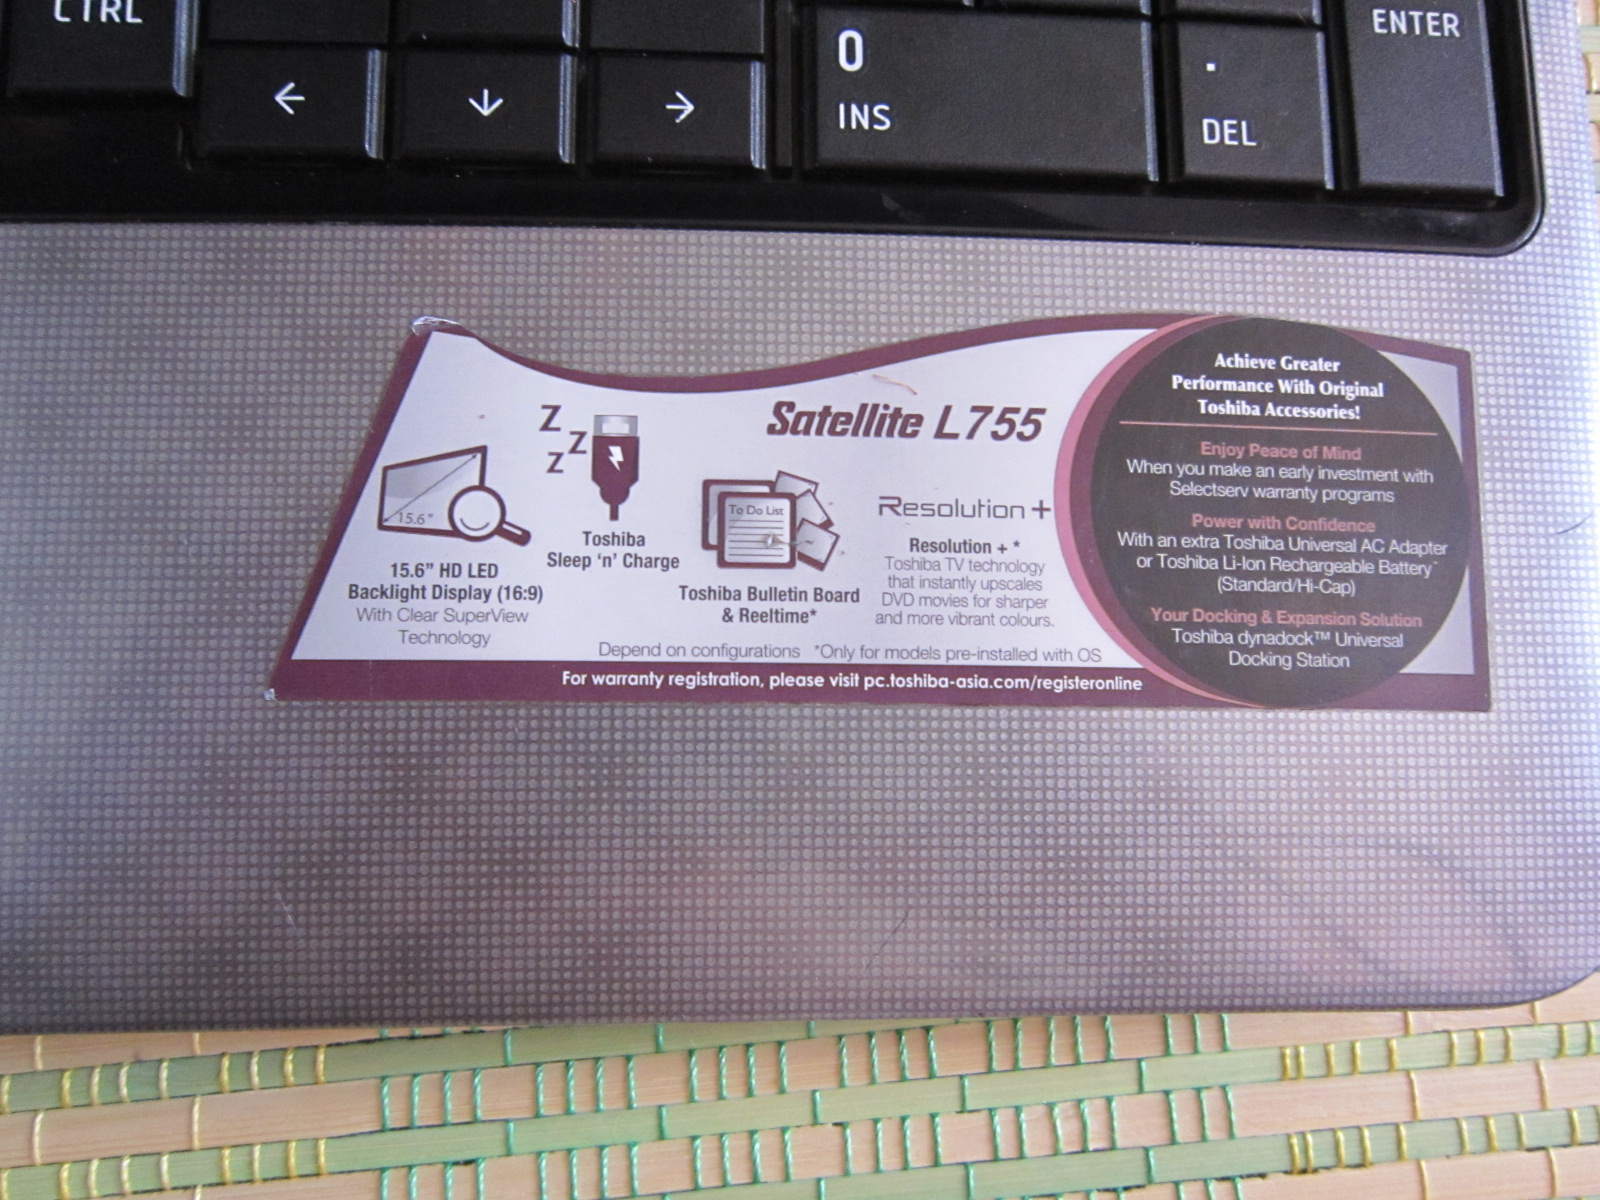 CTRL
ENTER
0
INS
.
DEL
←
↓
→
Satellite L755
Z
Z
Z
15.6"
15.6" HD LED
Backlight Display (16:9)
With Clear SuperView
Technology
Toshiba
Sleep 'n' Charge
To Do List
Toshiba Bulletin Board
& Reeltime*
Resolution+
Resolution + *
Toshiba TV technology
that instantly upscales
DVD movies for sharper
and more vibrant colours.
Depend on configurations *Only for models pre-installed with OS
For warranty registration, please visit pc.toshiba-asia.com/registeronline
Achieve Greater
Performance With Original
Toshiba Accessories!
Enjoy Peace of Mind
When you make an early investment with
Selectserv warranty programs
Power with Confidence
With an extra Toshiba Universal AC Adapter
or Toshiba Li-Ion Rechargeable Battery
(Standard/Hi-Cap)
Your Docking & Expansion Solution
Toshiba dynadock™ Universal
Docking Station